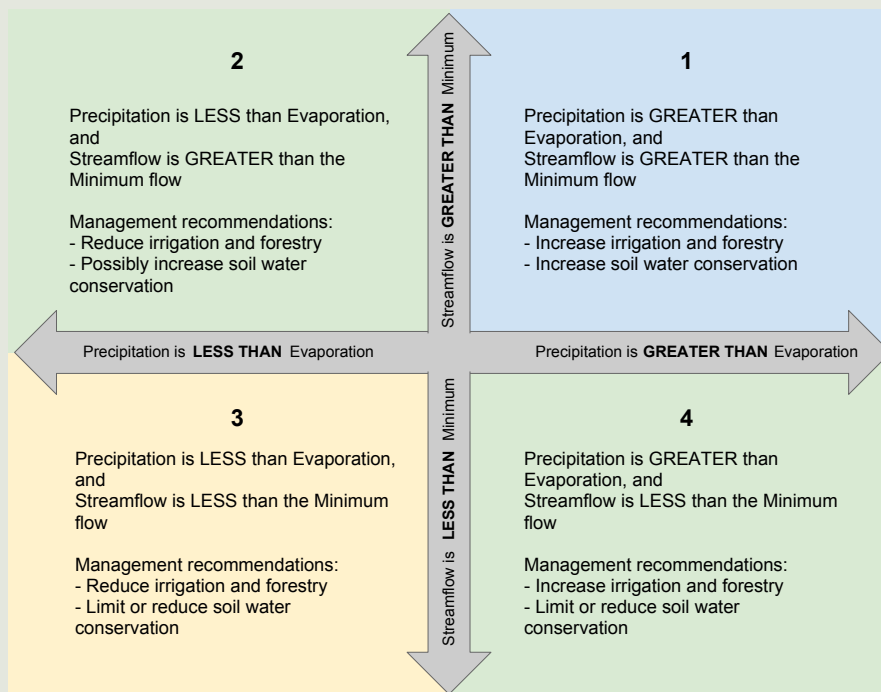 2
Precipitation is LESS than Evaporation,
and
Streamflow is GREATER than the
Minimum flow
Management recommendations:
- Reduce irrigation and forestry
- Possibly increase soil water
conservation
Streamflow is GREATER THAN Minimum
1
Precipitation is GREATER than
Evaporation, and
Streamflow is GREATER than the
Minimum flow
Management recommendations:
- Increase irrigation and forestry
- Increase soil water conservation
Precipitation is LESS THAN Evaporation
Precipitation is GREATER THAN Evaporation
3
Precipitation is LESS than Evaporation,
and
Streamflow is LESS than the Minimum
flow
Management recommendations:
- Reduce irrigation and forestry
- Limit or reduce soil water
conservation
Streamflow is LESS THAN Minimum
4
Precipitation is GREATER than
Evaporation, and
Streamflow is LESS than the Minimum
flow
Management recommendations:
- Increase irrigation and forestry
- Limit or reduce soil water
conservation